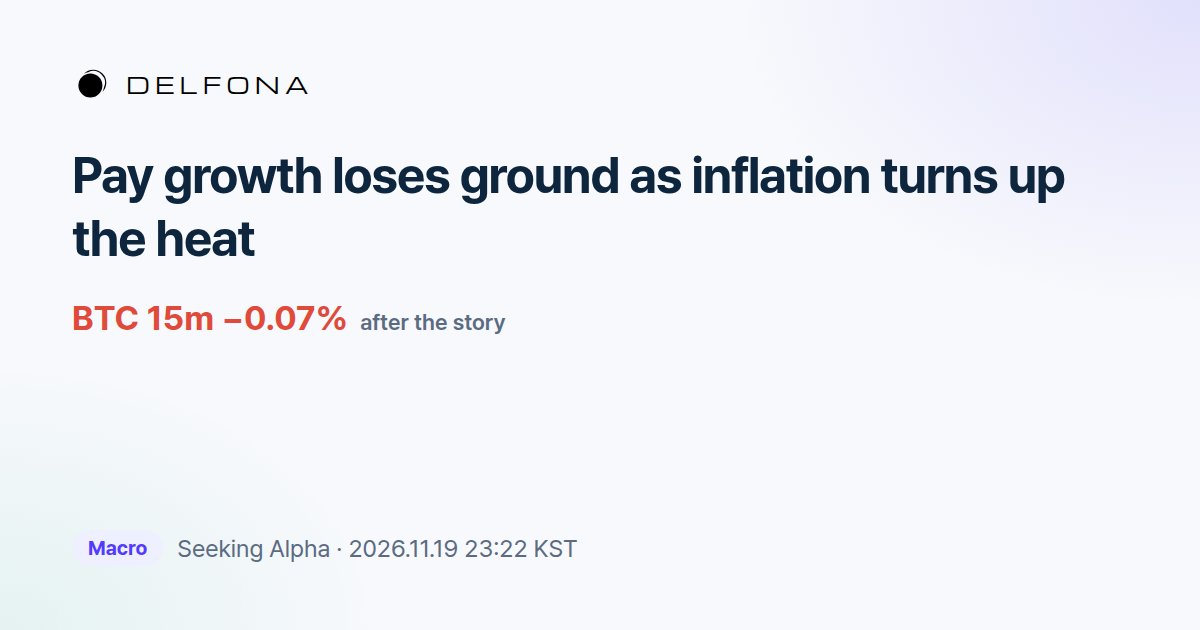 DELFONA
Pay growth loses ground as inflation turns up
the heat
BTC 15m −0.07% after the story
Macro Seeking Alpha · 2026.11.19 23:22 KST